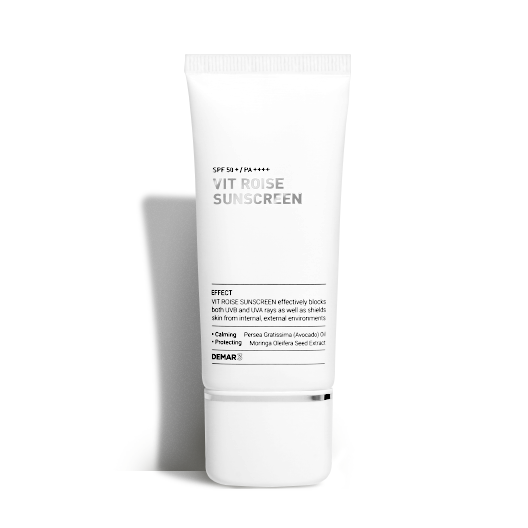 SPF 50+ / PA ++++
VIT ROISE
SUNSCREEN
EFFECT
VIT ROISE SUNSCREEN effectively blocks
both UVB and UVA rays as well as shields
skin from internal, external environments.
• Calming Persea Gratissima (Avocado) Oil
• Protecting Moringa Oleifera Seed Extract
DEMAR3